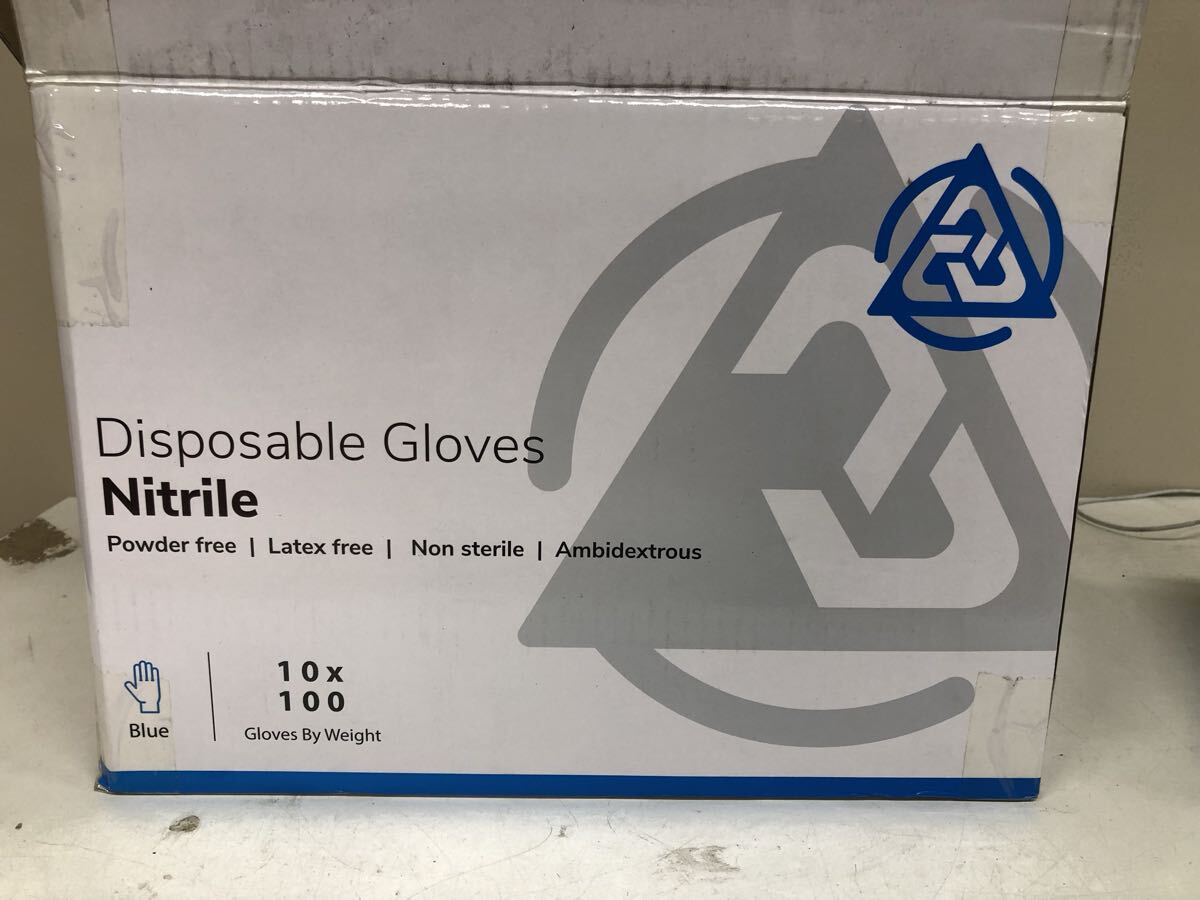 Disposable Gloves
Nitrile
Powder free | Latex free | Non sterile | Ambidextrous
10x
100
Blue
Gloves By Weight